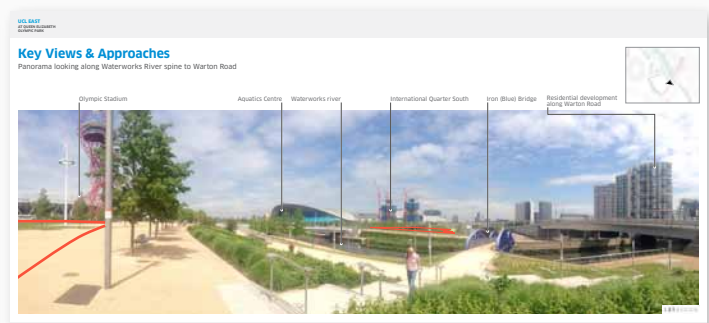 UCL EAST
AT QUEEN ELIZABETH
OLYMPIC PARK
Key Views & Approaches
Panorama looking along Waterworks River spine to Warton Road
Olympic Stadium
Aquatics Centre
Waterworks river
International Quarter South
Iron (Blue) Bridge
Residential development
along Warton Road